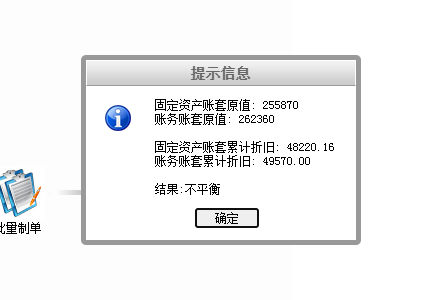 提示信息
固定资产账套原值: 255870
账务账套原值: 262360
固定资产账套累计折旧: 48220.16
账务账套累计折旧: 49570.00
结果:不平衡
确定
批量制单